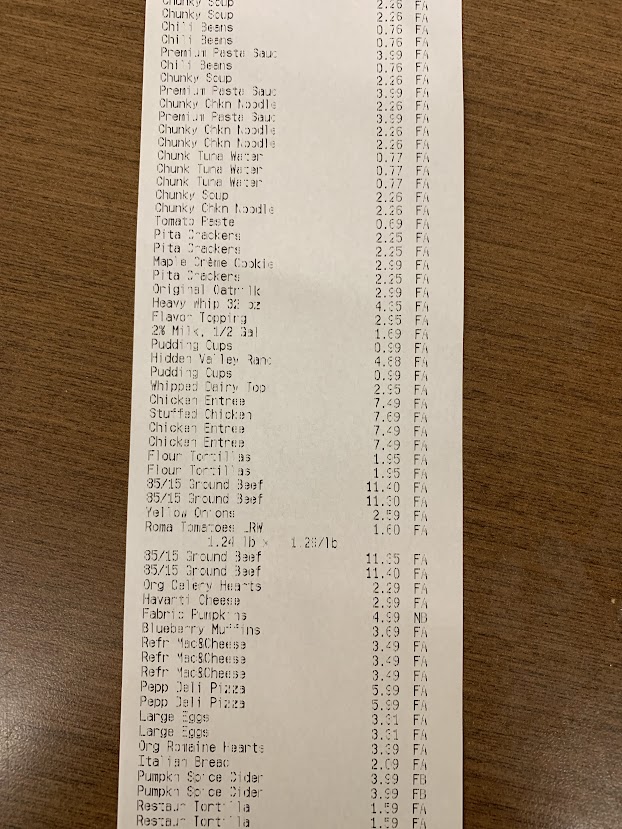 Chunky Soup 2.26 FA
Chunky Soup 2.26 FA
Chili Beans 0.76 FA
Chili Beans 0.76 FA
Premium Pasta Sauc 3.99 FA
Chili Beans 0.76 FA
Chunky Soup 2.26 FA
Premium Pasta Sauc 3.99 FA
Chunky Chkn Noodle 2.26 FA
Premium Pasta Sauc 3.99 FA
Chunky Chkn Noodle 2.26 FA
Chunky Chkn Noodle 2.26 FA
Chunk Tuna Water 0.77 FA
Chunk Tuna Water 0.77 FA
Chunk Tuna Water 0.77 FA
Chunky Soup 2.26 FA
Chunky Chkn Noodle 2.26 FA
Tomato Paste 0.69 FA
Pita Crackers 2.25 FA
Pita Crackers 2.25 FA
Maple Crème Cookie 2.99 FA
Pita Crackers 2.25 FA
Original Oatmilk 2.99 FA
Heavy Whip 32 oz 4.35 FA
Flavor Topping 2.95 FA
2% Milk, 1/2 Gal 1.69 FA
Pudding Cups 0.99 FA
Hidden Valley Ranc 4.68 FA
Pudding Cups 0.99 FA
Whipped Dairy Top 2.95 FA
Chicken Entree 7.49 FA
Stuffed Chicken 7.69 FA
Chicken Entree 7.49 FA
Chicken Entree 7.49 FA
Flour Tortillas 1.95 FA
Flour Tortillas 1.95 FA
85/15 Ground Beef 11.40 FA
85/15 Ground Beef 11.30 FA
Yellow Onions 2.59 FA
Roma Tomatoes LRW 1.60 FA
1.24 lb x 1.29/lb
85/15 Ground Beef 11.35 FA
85/15 Ground Beef 11.40 FA
Org Celery Hearts 2.29 FA
Havarti Cheese 2.99 FA
Fabric Pumpkins 4.99 NB
Blueberry Muffins 3.69 FA
Refr Mac&Cheese 3.49 FA
Refr Mac&Cheese 3.49 FA
Refr Mac&Cheese 3.49 FA
Pepp Deli Pizza 5.99 FA
Pepp Deli Pizza 5.99 FA
Large Eggs 3.31 FA
Large Eggs 3.31 FA
Org Romaine Hearts 3.39 FA
Italian Bread 2.09 FA
Pumpkn Spice Cider 3.99 FB
Pumpkn Spice Cider 3.99 FB
Restaur Tortilla 1.59 FA
Restaur Tortilla 1.59 FA